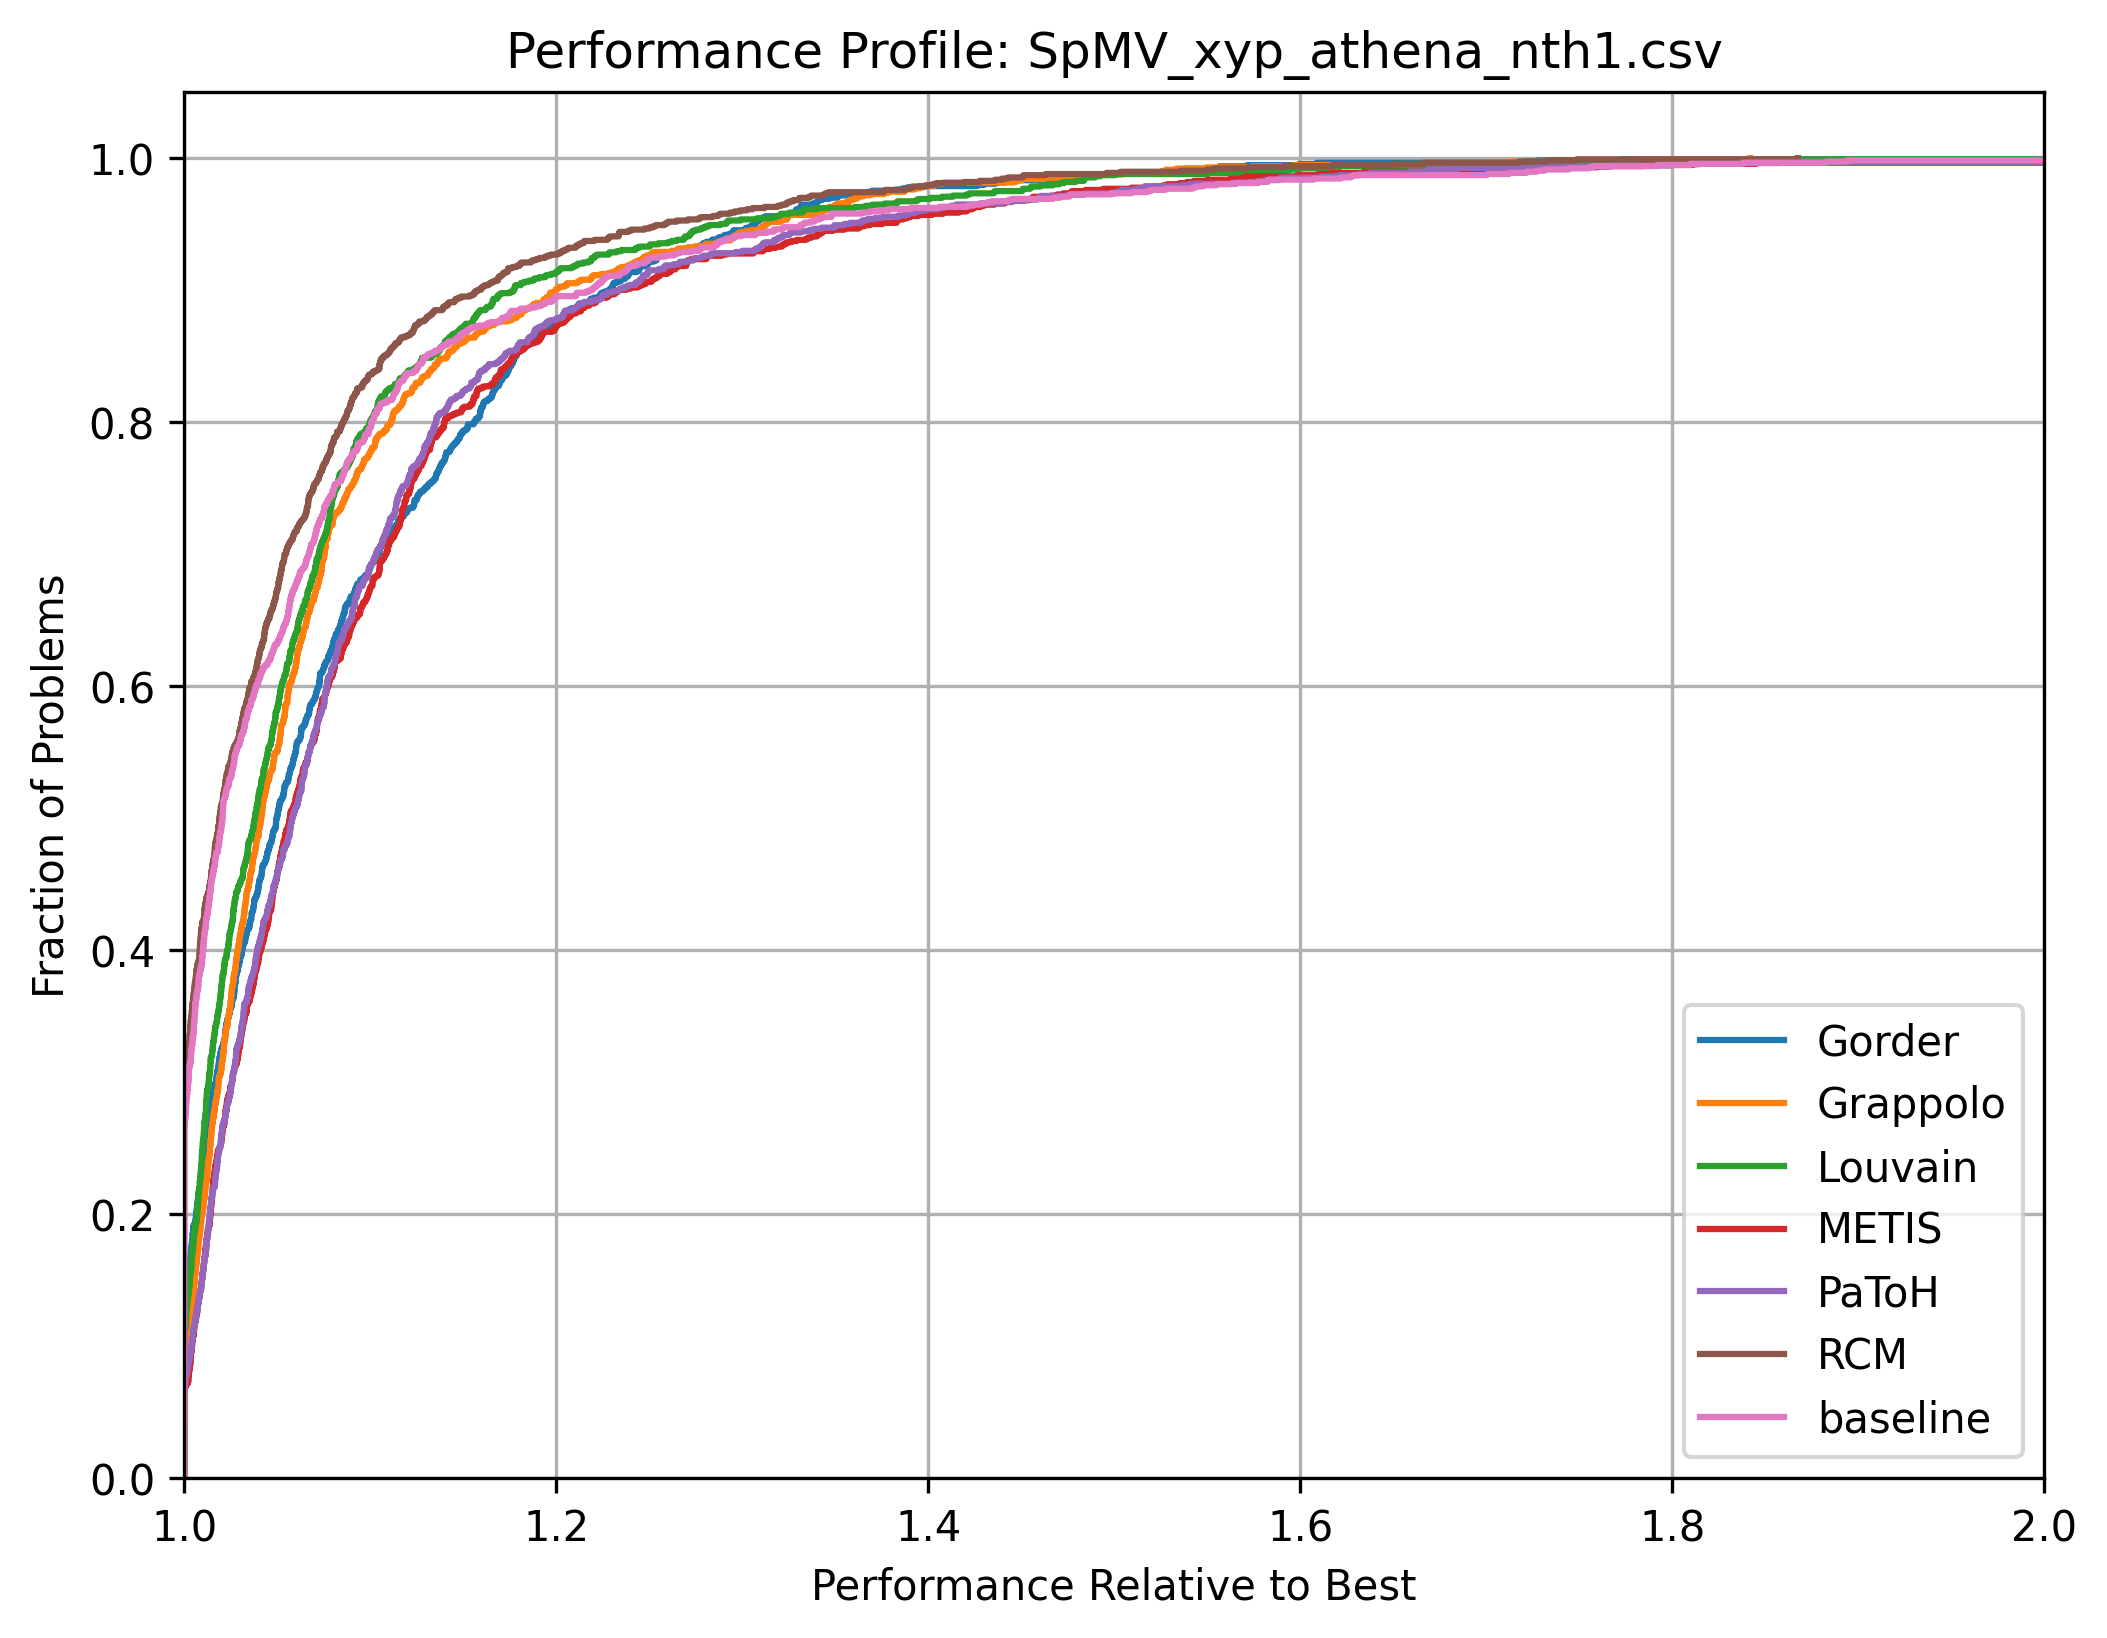 Performance Profile: SpMV_xyp_athena_nth1.csv
1.0
0.8
0.6
0.4
0.2
0.0
Fraction of Problems
Gorder
Grappolo
Louvain
METIS
PaToH
RCM
baseline
1.0 1.2 1.4 1.6 1.8 2.0
Performance Relative to Best